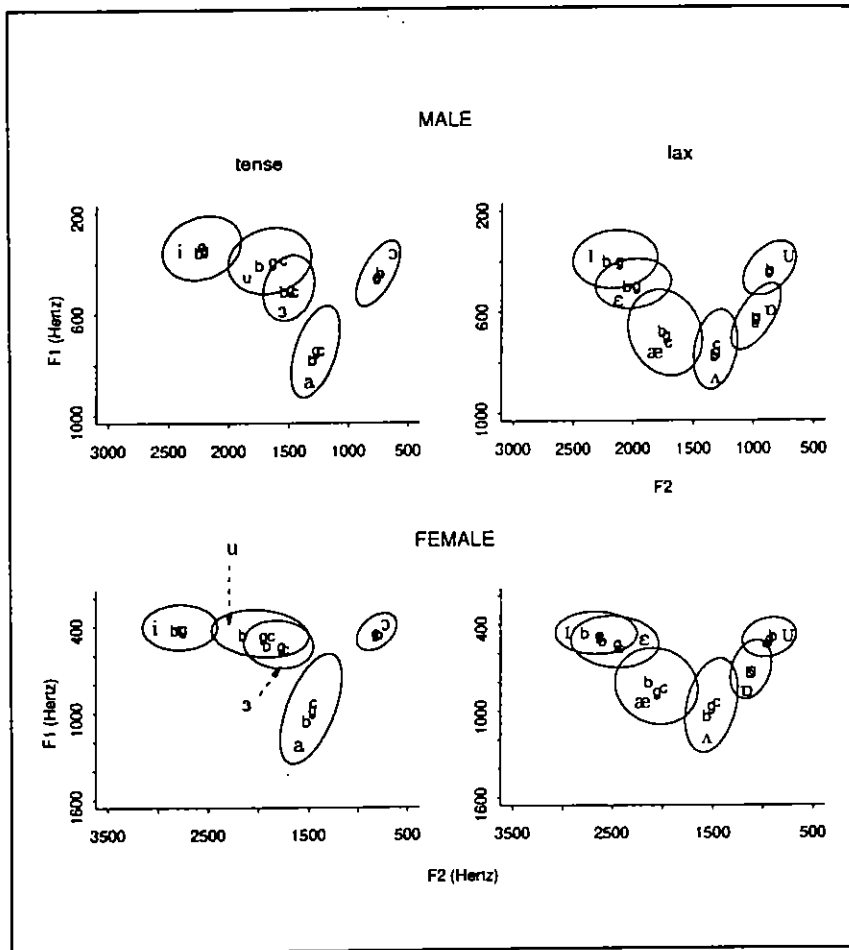 MALE
tense
lax
200
600
1000
F1 (Hertz)
i
b
g
u
b
g
c
ɜ
b
g
c
a
b
g
c
ɔ
3000 2500 2000 1500 1000 500
200
600
1000
I
b
g
ɛ
b
g
æ
b
g
c
ʌ
c
ɒ
U
b
3000 2500 2000 1500 1000 500
F2
FEMALE
u
400
1000
1600
F1 (Hertz)
i
b
g
b
g
c
b
g
c
ɜ
a
b
g
c
ɔ
3500 2500 1500 500
400
1000
1600
I
b
ɛ
g
æ
b
g
c
ʌ
b
g
c
ɒ
U
b
3500 2500 1500 500
F2 (Hertz)